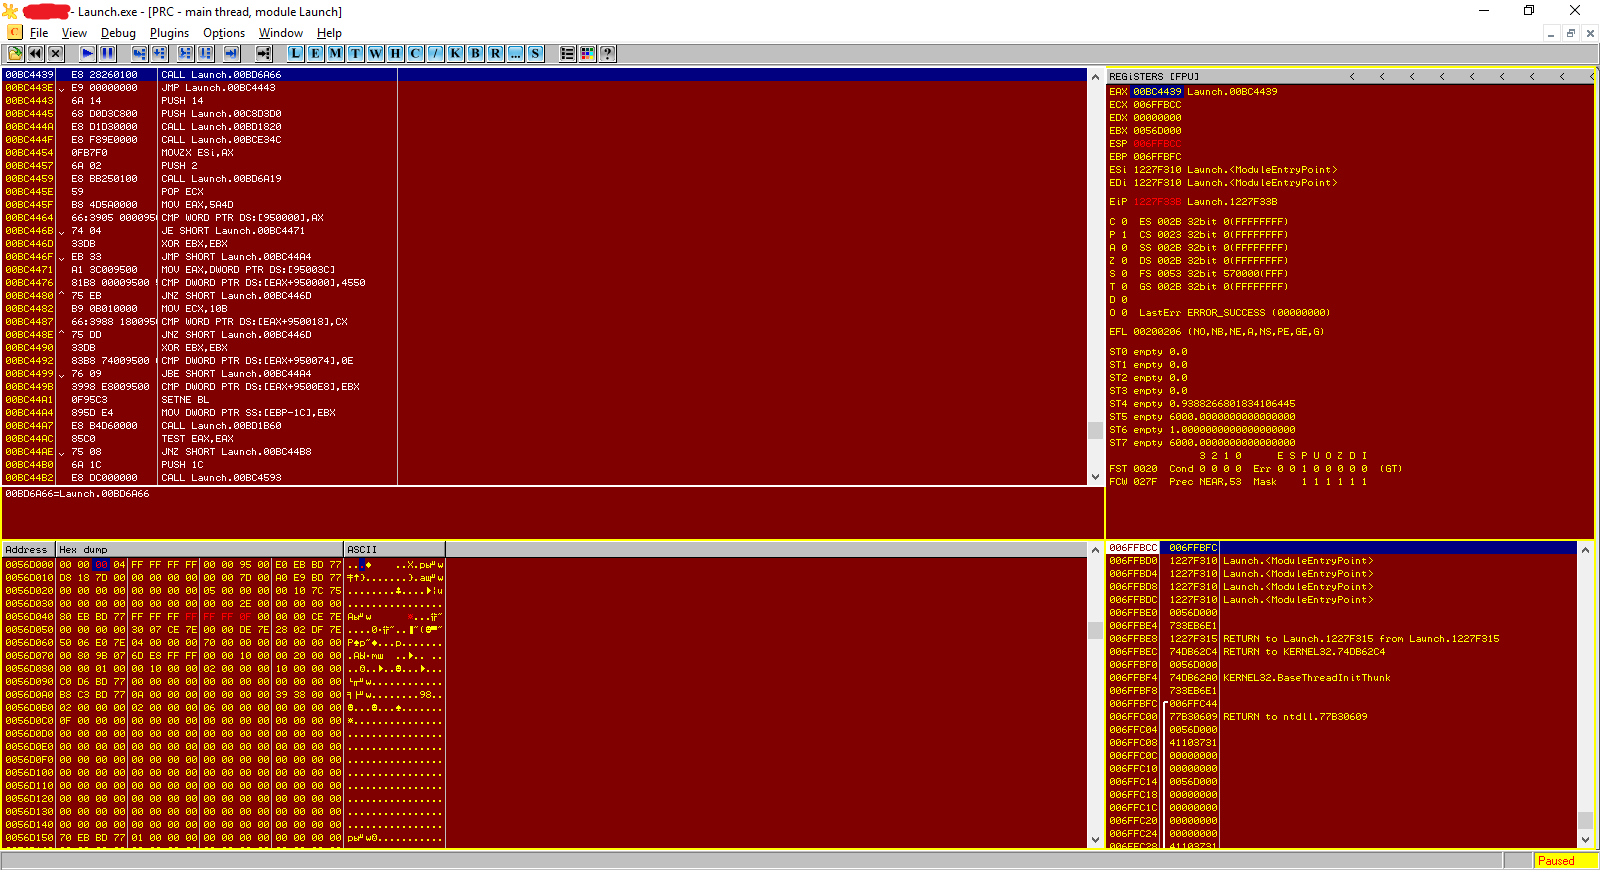 - Launch.exe - [PRC - main thread, module Launch]
File View Debug Plugins Options Window Help
L E M T W H C / K B R ... S ?
00BC4439 E8 28260100 CALL Launch.00BD6A66
00BC443E E9 00000000 JMP Launch.00BC4443
00BC4443 6A 14 PUSH 14
00BC4445 68 D0D3C800 PUSH Launch.00C8D3D0
00BC444A E8 D1D30000 CALL Launch.00BD1820
00BC444F E8 F89E0000 CALL Launch.00BCE34C
00BC4454 0FB7F0 MOVZX ESi,AX
00BC4457 6A 02 PUSH 2
00BC4459 E8 BB250100 CALL Launch.00BD6A19
00BC445E 59 POP ECX
00BC445F B8 4D5A0000 MOV EAX,5A4D
00BC4464 66:3905 0000950 CMP WORD PTR DS:[950000],AX
00BC446B 74 04 JE SHORT Launch.00BC4471
00BC446D 33DB XOR EBX,EBX
00BC446F EB 33 JMP SHORT Launch.00BC44A4
00BC4471 A1 3C009500 MOV EAX,DWORD PTR DS:[95003C]
00BC4476 81B8 00009500 CMP DWORD PTR DS:[EAX+950000],4550
00BC4480 75 EB JNZ SHORT Launch.00BC446D
00BC4482 B9 0B010000 MOV ECX,10B
00BC4487 66:3988 1800950 CMP WORD PTR DS:[EAX+950018],CX
00BC448E 75 DD JNZ SHORT Launch.00BC446D
00BC4490 33DB XOR EBX,EBX
00BC4492 83B8 74009500 CMP DWORD PTR DS:[EAX+950074],0E
00BC4499 76 09 JBE SHORT Launch.00BC44A4
00BC449B 3998 E8009500 CMP DWORD PTR DS:[EAX+9500E8],EBX
00BC44A1 0F95C3 SETNE BL
00BC44A4 895D E4 MOV DWORD PTR SS:[EBP-1C],EBX
00BC44A7 E8 B4D60000 CALL Launch.00BD1B60
00BC44AC 85C0 TEST EAX,EAX
00BC44AE 75 08 JNZ SHORT Launch.00BC44B8
00BC44B0 6A 1C PUSH 1C
00BC44B2 E8 DC000000 CALL Launch.00BC4593
00BD6A66=Launch.00BD6A66
REGiSTERS [FPU] < < < < < < < < <
EAX 00BC4439 Launch.00BC4439
ECX 006FFBCC
EDX 00000000
EBX 0056D000
ESP 006FFBCC
EBP 006FFBFC
ESi 1227F310 Launch.<ModuleEntryPoint>
EDi 1227F310 Launch.<ModuleEntryPoint>
EiP 1227F33B Launch.1227F33B
C 0 ES 002B 32bit 0(FFFFFFFF)
P 1 CS 0023 32bit 0(FFFFFFFF)
A 0 SS 002B 32bit 0(FFFFFFFF)
Z 0 DS 002B 32bit 0(FFFFFFFF)
S 0 FS 0053 32bit 570000(FFF)
T 0 GS 002B 32bit 0(FFFFFFFF)
D 0
O 0 LastErr ERROR_SUCCESS (00000000)
EFL 00200206 (NO,NB,NE,A,NS,PE,GE,G)
ST0 empty 0.0
ST1 empty 0.0
ST2 empty 0.0
ST3 empty 0.0
ST4 empty 0.9388266801834106445
ST5 empty 6000.0000000000000000
ST6 empty 1.0000000000000000000
ST7 empty 6000.0000000000000000
3 2 1 0 E S P U O Z D I
FST 0020 Cond 0 0 0 0 Err 0 0 1 0 0 0 0 0 (GT)
FCW 027F Prec NEAR,53 Mask 1 1 1 1 1 1
Address Hex dump ASCII
0056D000 00 00 00 04 FF FF FF FF 00 00 95 00 E0 EB BD 77
0056D010 D8 18 7D 00 00 00 00 00 00 00 7D 00 A0 E9 BD 77
0056D020 00 00 00 00 00 00 00 00 05 00 00 00 00 10 7C 75
0056D030 00 00 00 00 00 00 00 00 00 00 2E 00 00 00 00 00
0056D040 80 EB BD 77 FF FF FF FF FF FF 0F 00 00 00 CE 7E
0056D050 00 00 00 00 30 07 CE 7E 00 00 DE 7E 28 02 DF 7E
0056D060 50 06 E0 7E 04 00 00 00 70 00 00 00 00 00 00 00
0056D070 00 80 9B 07 6D E8 FF FF 00 00 10 00 00 20 00 00
0056D080 00 00 01 00 00 10 00 00 02 00 00 00 10 00 00 00
0056D090 C0 D6 BD 77 00 00 00 00 00 00 00 00 00 00 00 00
0056D0A0 B8 C3 BD 77 0A 00 00 00 00 00 00 00 39 38 00 00
0056D0B0 02 00 00 00 02 00 00 00 06 00 00 00 00 00 00 00
0056D0C0 0F 00 00 00 00 00 00 00 00 00 00 00 00 00 00 00
0056D0D0 00 00 00 00 00 00 00 00 00 00 00 00 00 00 00 00
0056D0E0 00 00 00 00 00 00 00 00 00 00 00 00 00 00 00 00
0056D0F0 00 00 00 00 00 00 00 00 00 00 00 00 00 00 00 00
0056D100 00 00 00 00 00 00 00 00 00 00 00 00 00 00 00 00
0056D110 00 00 00 00 00 00 00 00 00 00 00 00 00 00 00 00
0056D120 00 00 00 00 00 00 00 00 00 00 00 00 00 00 00 00
0056D130 00 00 00 00 00 00 00 00 00 00 00 00 00 00 00 00
0056D140 00 00 00 00 00 00 00 00 00 00 00 00 00 00 00 00
0056D150 70 EB BD 77 01 00 00 00 00 00 00 00 00 00 00 00
006FFBCC 006FFBFC
006FFBD0 1227F310 Launch.<ModuleEntryPoint>
006FFBD4 1227F310 Launch.<ModuleEntryPoint>
006FFBD8 1227F310 Launch.<ModuleEntryPoint>
006FFBDC 1227F310 Launch.<ModuleEntryPoint>
006FFBE0 0056D000
006FFBE4 733EB6E1
006FFBE8 1227F315 RETURN to Launch.1227F315 from Launch.1227F315
006FFBEC 74DB62C4 RETURN to KERNEL32.74DB62C4
006FFBF0 0056D000
006FFBF4 74DB62A0 KERNEL32.BaseThreadInitThunk
006FFBF8 733EB6E1
006FFBFC 006FFC44
006FFC00 77B30609 RETURN to ntdll.77B30609
006FFC04 0056D000
006FFC08 41103731
006FFC0C 00000000
006FFC10 00000000
006FFC14 0056D000
006FFC18 00000000
006FFC1C 00000000
006FFC20 00000000
006FFC24 00000000
006FFC28 41103731
Paused